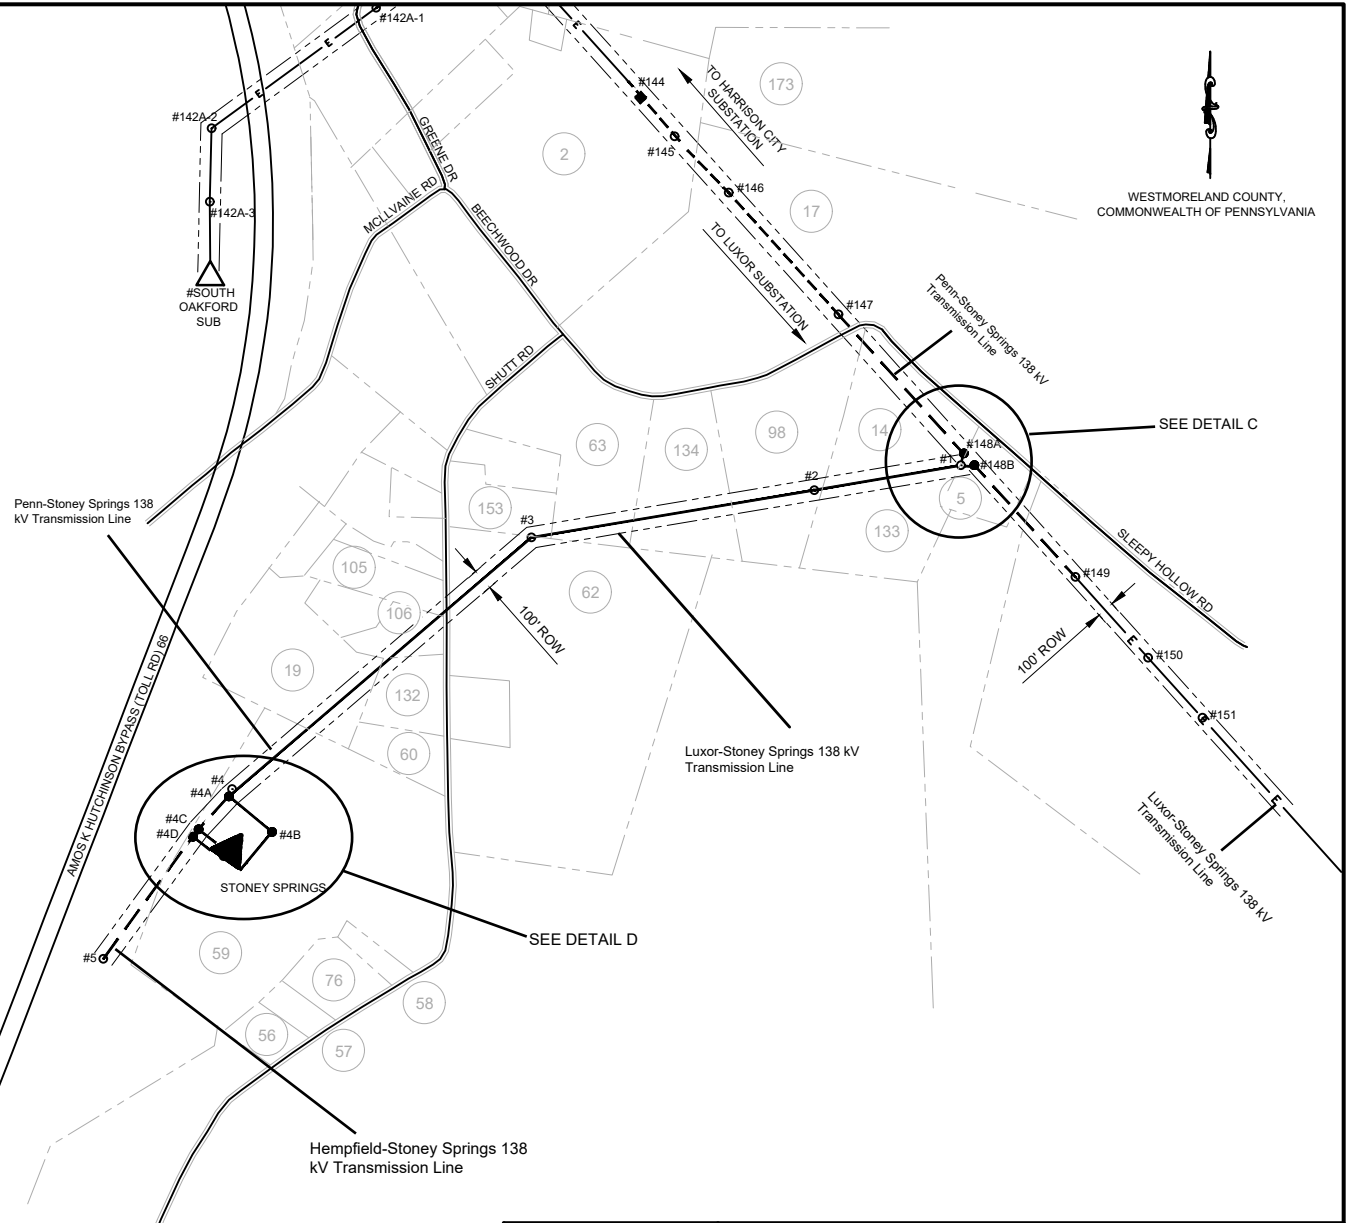 #142A-1
E
E
E
#142A-2
#142A-3
#SOUTH
OAKFORD
SUB
GREENE DR
MCLLVAINE RD
BEECHWOOD DR
SHUTT RD
#144
#145
#146
#147
TO HARRISON CITY
SUBSTATION
TO LUXOR SUBSTATION
173
2
17
WESTMORELAND COUNTY,
COMMONWEALTH OF PENNSYLVANIA
Penn-Stoney Springs 138 kV
Transmission Line
SEE DETAIL C
63
134
98
14
#148A
#1
#148B
#2
5
133
#3
153
105
106
62
19
132
60
100' ROW
SLEEPY HOLLOW RD
#149
100' ROW
E
#150
#151
E
Penn-Stoney Springs 138
kV Transmission Line
AMOS K HUTCHINSON BYPASS (TOLL RD) 66
Luxor-Stoney Springs 138 kV
Transmission Line
Luxor-Stoney Springs 138 kV
Transmission Line
#4
#4A
#4C
#4D
#4B
STONEY SPRINGS
SEE DETAIL D
#5
59
76
58
56
57
Hempfield-Stoney Springs 138
kV Transmission Line